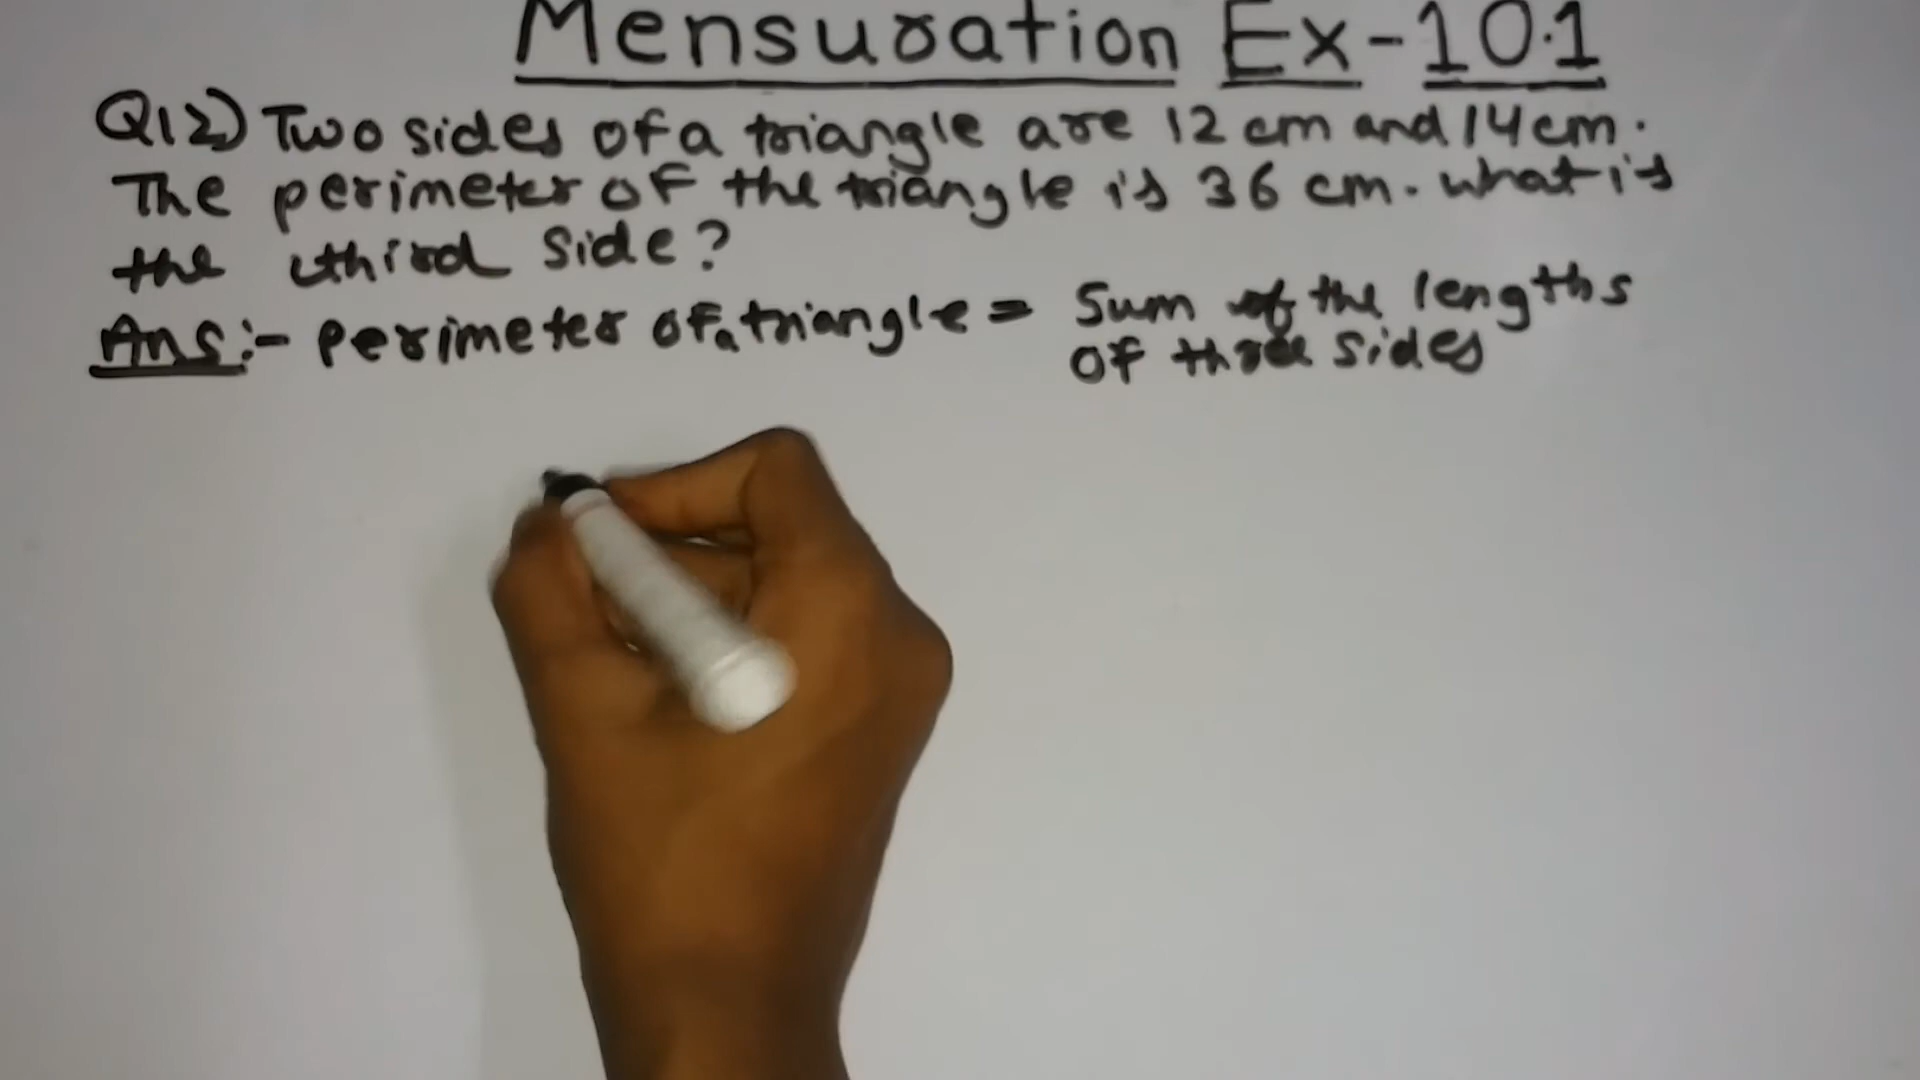 Mensuration Ex-10.1
Q12) Two sides of a triangle are 12 cm and 14 cm.
The perimeter of the triangle is 36 cm. what is
the third side?
Ans:- perimeter of a triangle = Sum of the lengths
of three sides